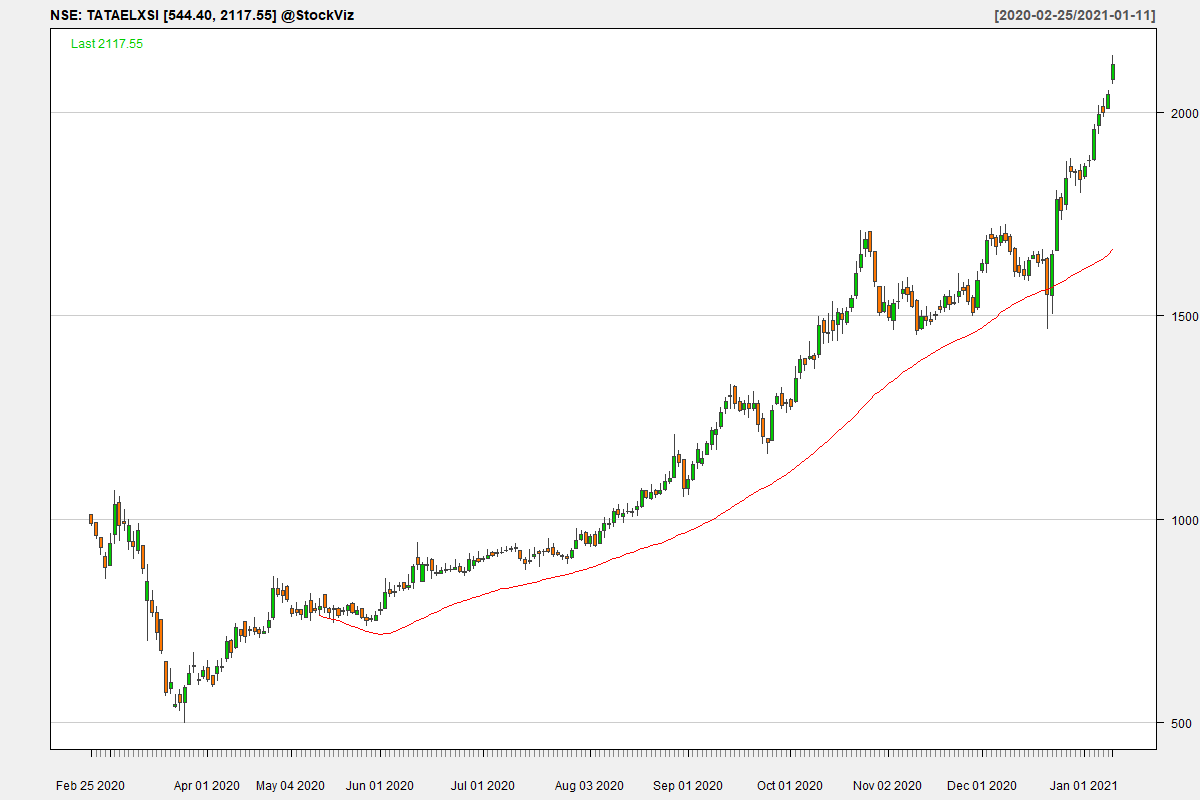 NSE: TATAELXSI [544.40, 2117.55] @StockViz
[2020-02-25/2021-01-11]
Last 2117.55
2000
1500
1000
500
Feb 25 2020
Apr 01 2020
May 04 2020
Jun 01 2020
Jul 01 2020
Aug 03 2020
Sep 01 2020
Oct 01 2020
Nov 02 2020
Dec 01 2020
Jan 01 2021